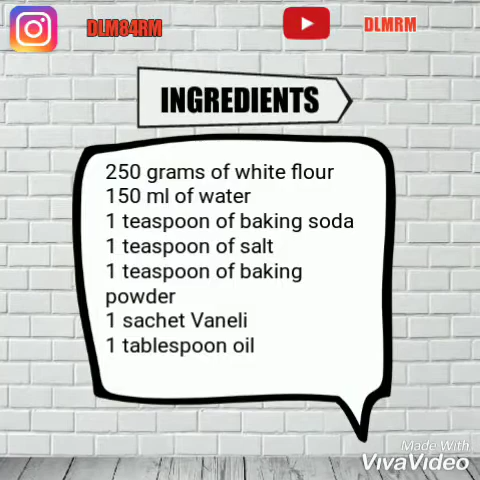 DLM84RM
DLMRM
INGREDIENTS
250 grams of white flour
150 ml of water
1 teaspoon of baking soda
1 teaspoon of salt
1 teaspoon of baking
powder
1 sachet Vaneli
1 tablespoon oil
Made With
VivaVideo